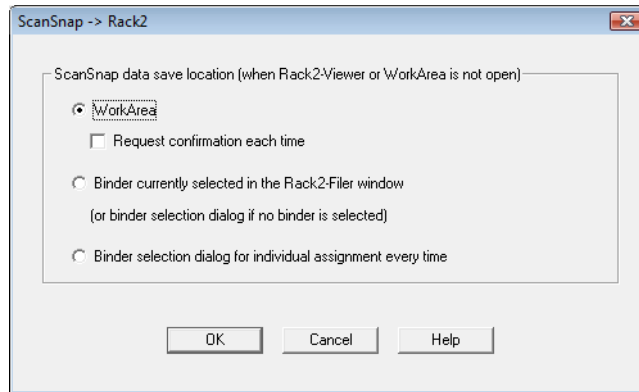 ScanSnap -> Rack2
ScanSnap data save location (when Rack2-Viewer or WorkArea is not open)
WorkArea
Request confirmation each time
Binder currently selected in the Rack2-Filer window
(or binder selection dialog if no binder is selected)
Binder selection dialog for individual assignment every time
OK Cancel Help